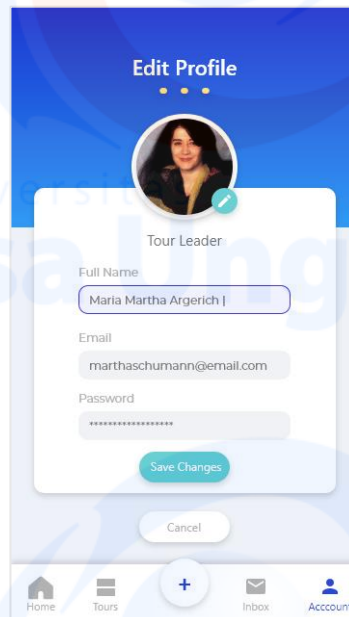 Edit Profile
Tour Leader
Full Name
Maria Martha Argerich |
Email
marthaschumann@email.com
Password
******************
Save Changes
Cancel
+
Home Tours Inbox Acccount